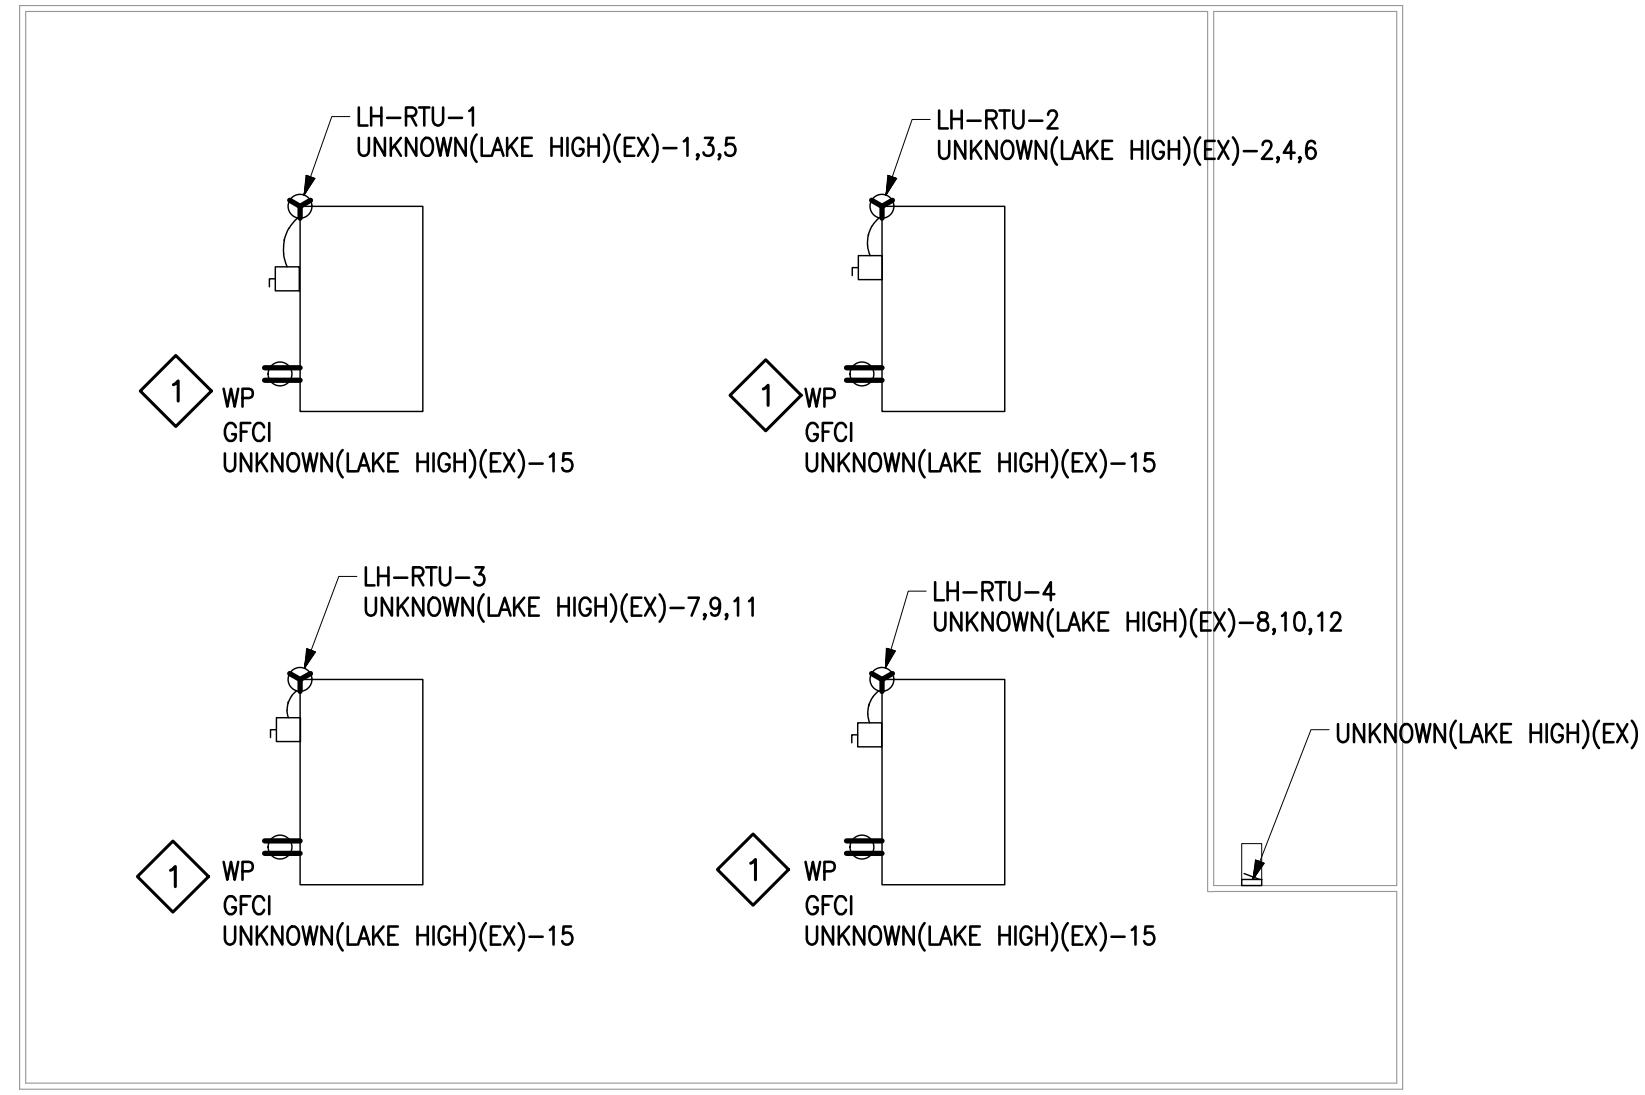 LH-RTU-1
UNKNOWN(LAKE HIGH)(EX)-1,3,5
LH-RTU-2
UNKNOWN(LAKE HIGH)(EX)-2,4,6
1
WP
GFCI
UNKNOWN(LAKE HIGH)(EX)-15
1
WP
GFCI
UNKNOWN(LAKE HIGH)(EX)-15
LH-RTU-3
UNKNOWN(LAKE HIGH)(EX)-7,9,11
LH-RTU-4
UNKNOWN(LAKE HIGH)(EX)-8,10,12
UNKNOWN(LAKE HIGH)(EX)
1
WP
GFCI
UNKNOWN(LAKE HIGH)(EX)-15
1
WP
GFCI
UNKNOWN(LAKE HIGH)(EX)-15